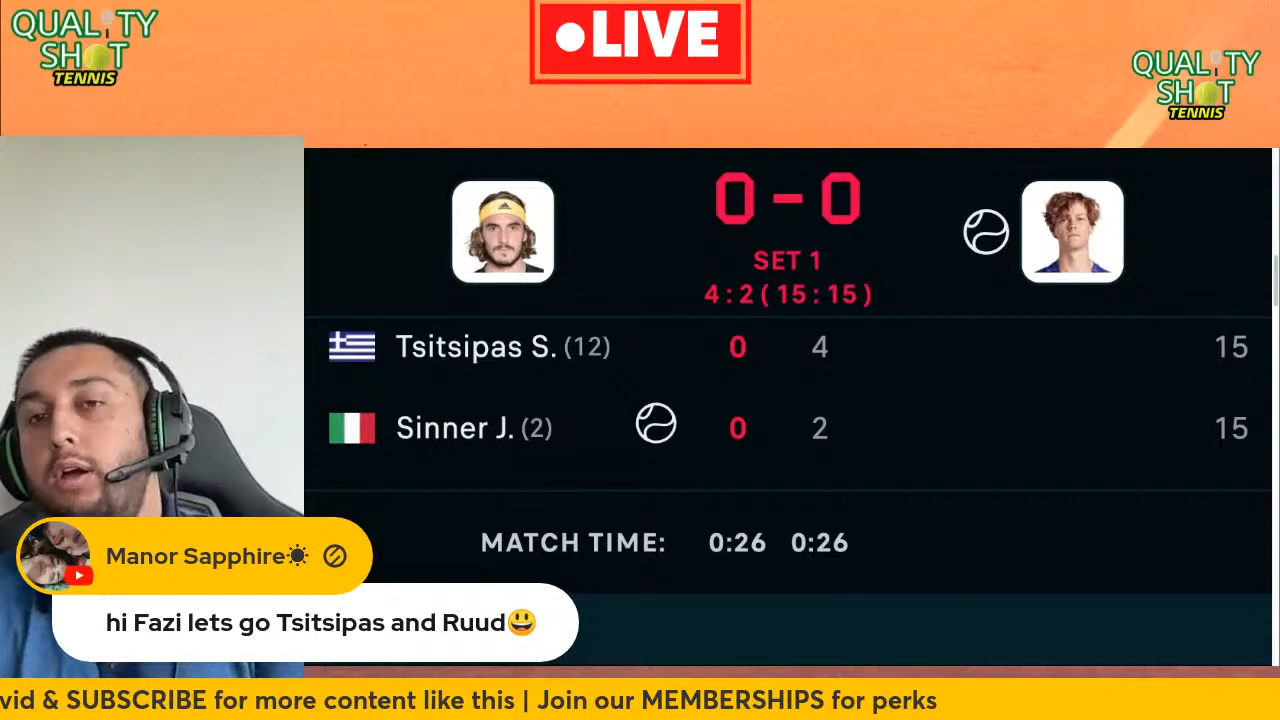 QUALITY
SHOT
TENNIS
LIVE
QUALITY
SHOT
TENNIS
0 - 0
SET 1
4 : 2 ( 15 : 15 )
Tsitsipas S. (12) 0 4 15
Sinner J. (2) 0 2 15
MATCH TIME: 0:26 0:26
Manor Sapphire☀
hi Fazi lets go Tsitsipas and Ruud😃
vid & SUBSCRIBE for more content like this | Join our MEMBERSHIPS for perks